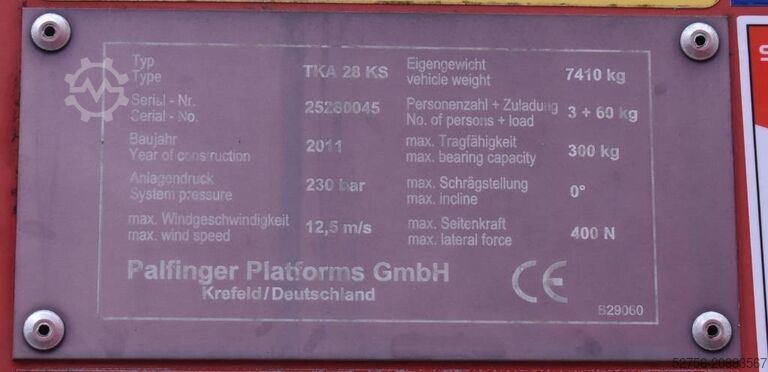 Typ
Type
TKA 28 KS
Serial - Nr.
Serial - No.
25280045
Baujahr
Year of construction
2011
Anlagendruck
System pressure
230 bar
max. Windgeschwindigkeit
max. wind speed
12,5 m/s
Eigengewicht
vehicle weight
7410 kg
Personenzahl + Zuladung
No. of persons + load
3 + 60 kg
max. Tragfähigkeit
max. bearing capacity
300 kg
max. Schrägstellung
max. incline
0°
max. Seitenkraft
max. lateral force
400 N
Palfinger Platforms GmbH
Krefeld/Deutschland
CE
B29060